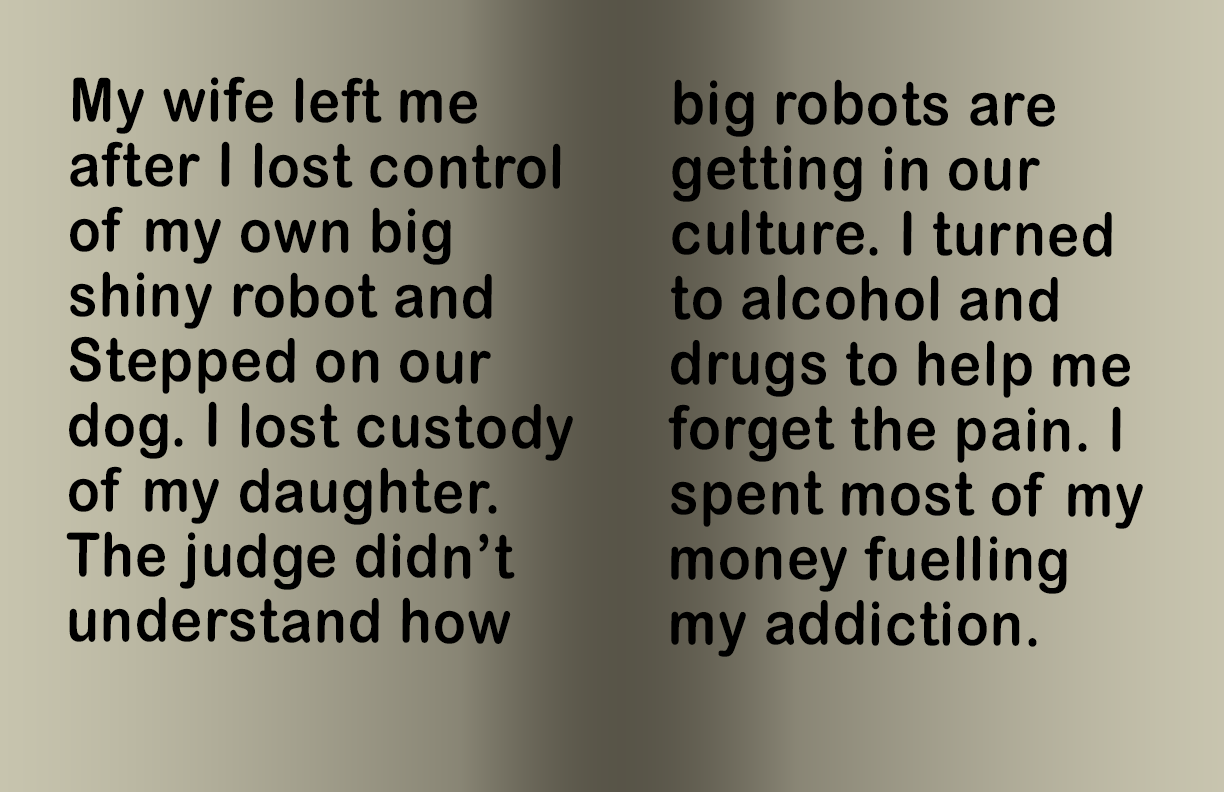 My wife left me
after I lost control
of my own big
shiny robot and
Stepped on our
dog. I lost custody
of my daughter.
The judge didn’t
understand how
big robots are
getting in our
culture. I turned
to alcohol and
drugs to help me
forget the pain. I
spent most of my
money fuelling
my addiction.